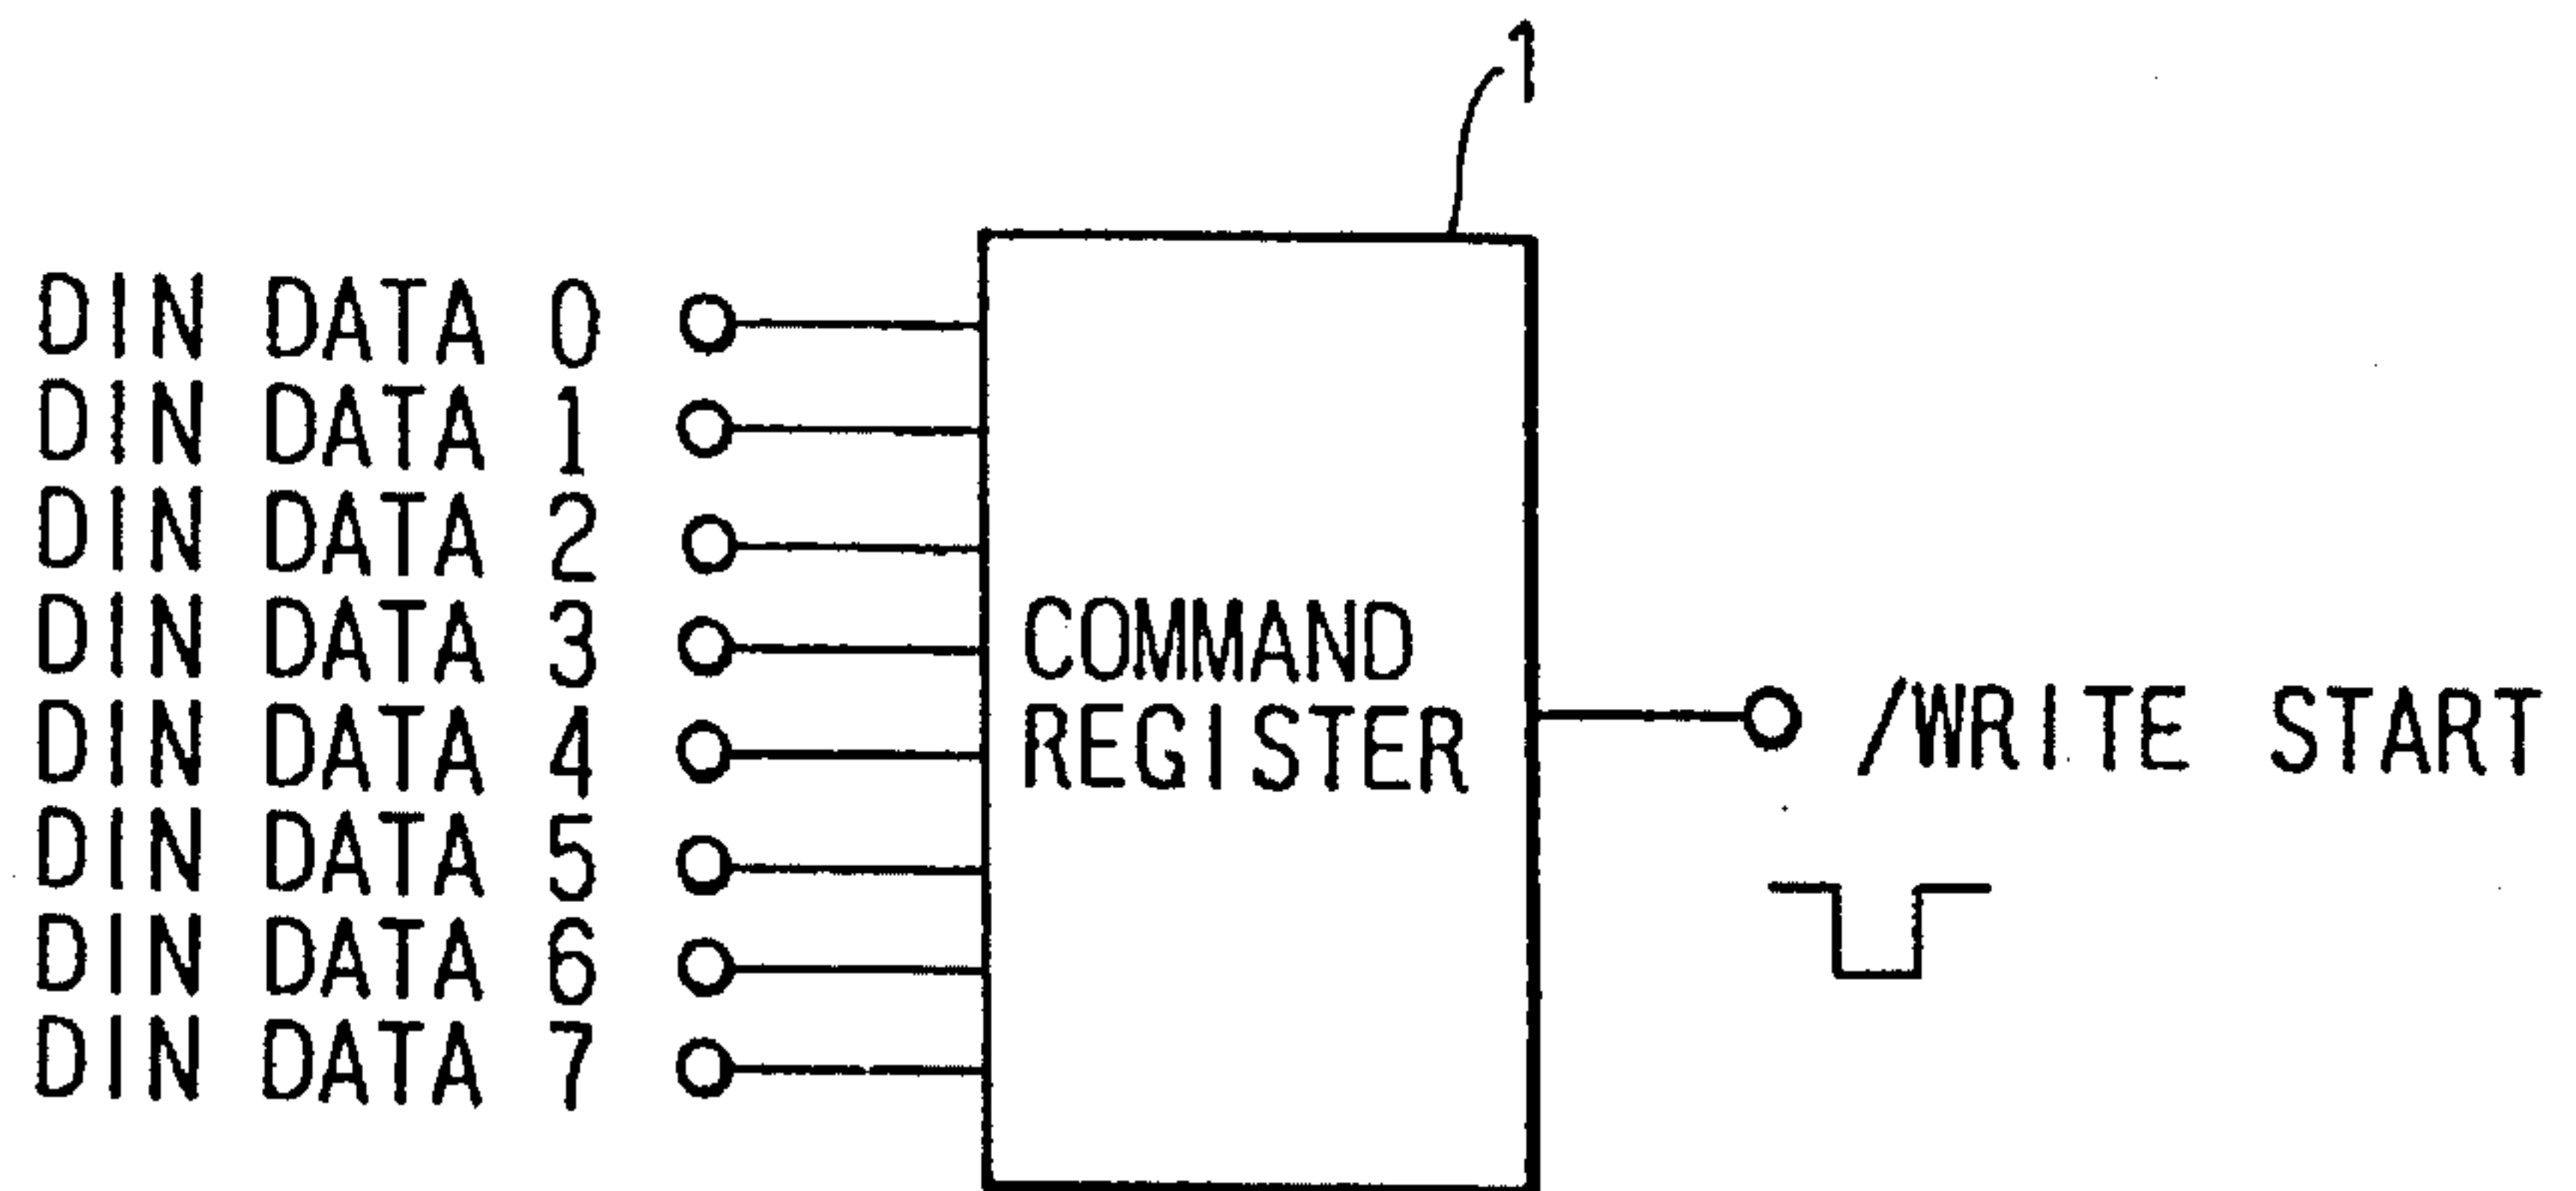 1
DIN DATA 0
DIN DATA 1
DIN DATA 2
DIN DATA 3
DIN DATA 4
DIN DATA 5
DIN DATA 6
DIN DATA 7
COMMAND
REGISTER
/WRITE START